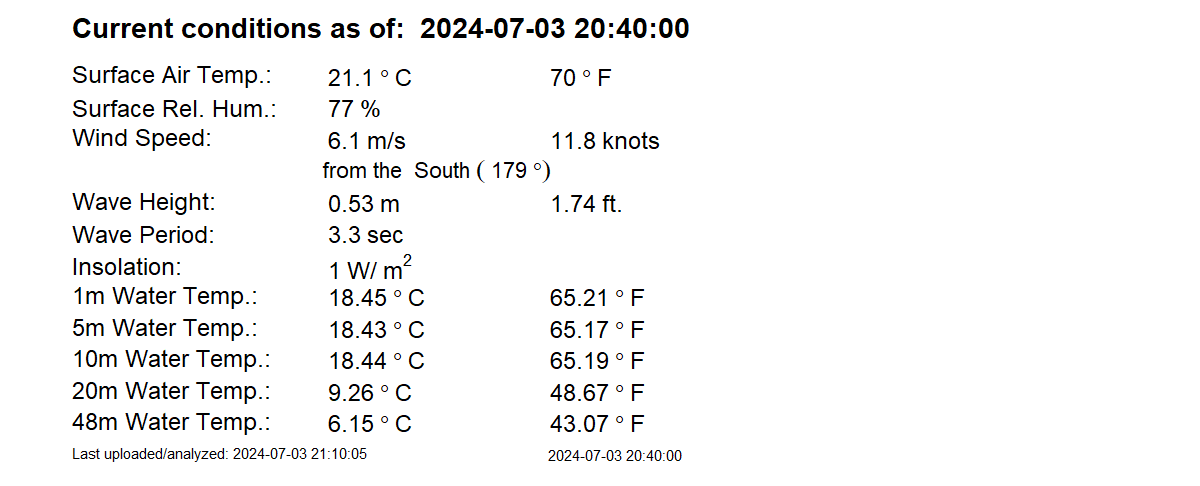 Current conditions as of: 2024-07-03 20:40:00
Surface Air Temp.: 21.1 ° C 70 ° F
Surface Rel. Hum.: 77 %
Wind Speed: 6.1 m/s 11.8 knots
from the South ( 179 °)
Wave Height: 0.53 m 1.74 ft.
Wave Period: 3.3 sec
Insolation: 1 W/ m²
1m Water Temp.: 18.45 ° C 65.21 ° F
5m Water Temp.: 18.43 ° C 65.17 ° F
10m Water Temp.: 18.44 ° C 65.19 ° F
20m Water Temp.: 9.26 ° C 48.67 ° F
48m Water Temp.: 6.15 ° C 43.07 ° F
Last uploaded/analyzed: 2024-07-03 21:10:05 2024-07-03 20:40:00